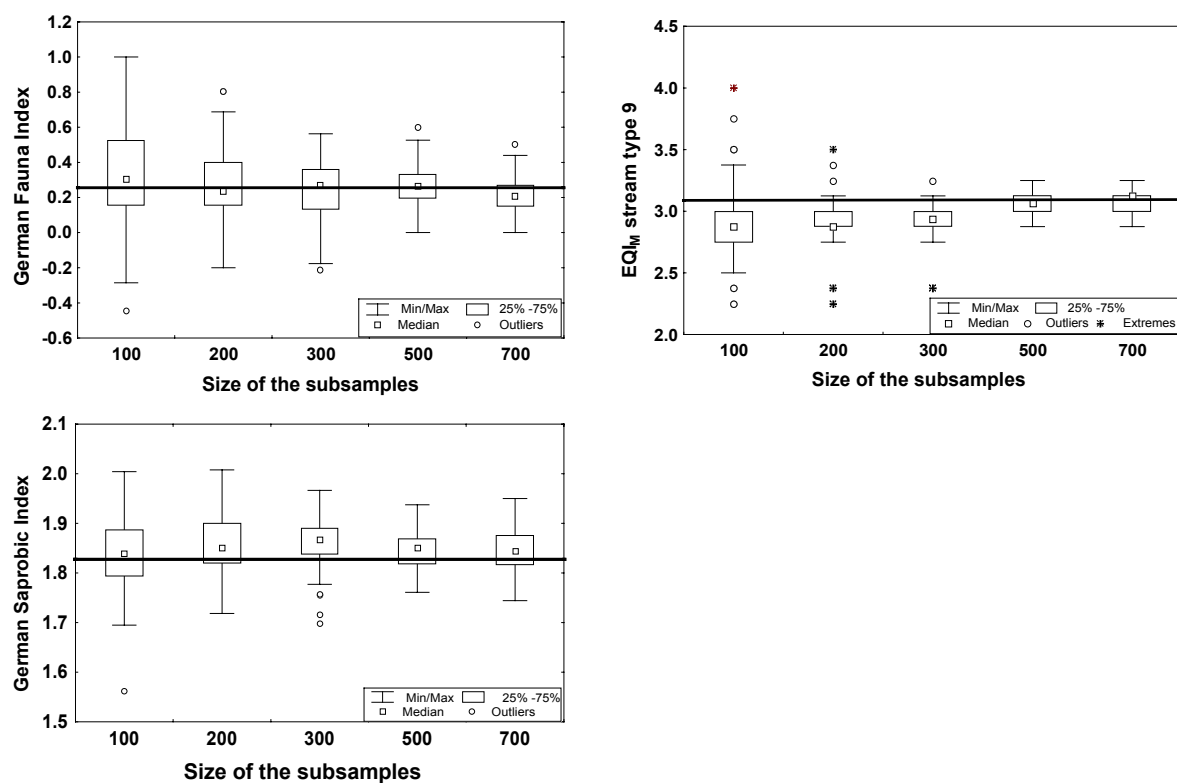 German Fauna Index
1.2
1.0
0.8
0.6
0.4
0.2
0.0
-0.2
-0.4
-0.6
Min/Max 25% -75%
Median Outliers
100 200 300 500 700
Size of the subsamples
EQIM stream type 9
4.5
4.0
3.5
3.0
2.5
2.0
Min/Max 25% -75%
Median Outliers Extremes
100 200 300 500 700
Size of the subsamples
German Saprobic Index
2.1
2.0
1.9
1.8
1.7
1.6
1.5
Min/Max 25% -75%
Median Outliers
100 200 300 500 700
Size of the subsamples